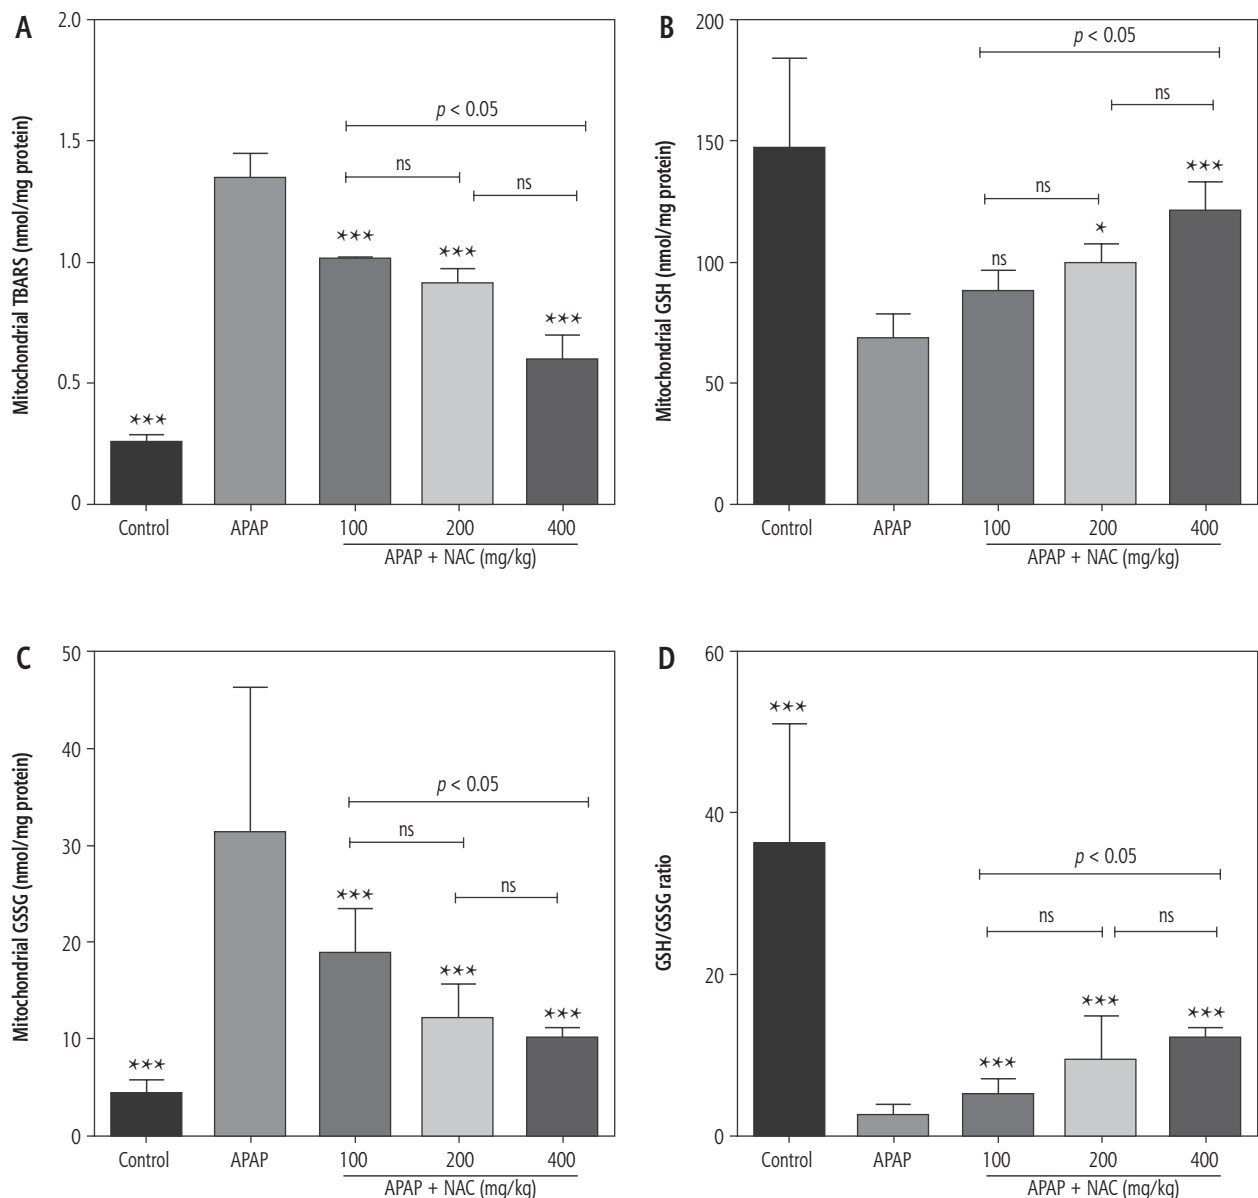 A
Mitochondrial TBARS (nmol/mg protein)
2.0
1.5
1.0
0.5
0
p < 0.05
ns
ns
***
***
***
***
Control
APAP
100
200
400
APAP + NAC (mg/kg)
B
Mitochondrial GSH (nmol/mg protein)
200
150
100
50
0
p < 0.05
ns
ns
***
*
ns
Control
APAP
100
200
400
APAP + NAC (mg/kg)
C
Mitochondrial GSSG (nmol/mg protein)
50
40
30
20
10
0
p < 0.05
ns
ns
***
***
***
***
Control
APAP
100
200
400
APAP + NAC (mg/kg)
D
GSH/GSSG ratio
60
40
20
0
***
p < 0.05
ns
ns
***
***
***
Control
APAP
100
200
400
APAP + NAC (mg/kg)